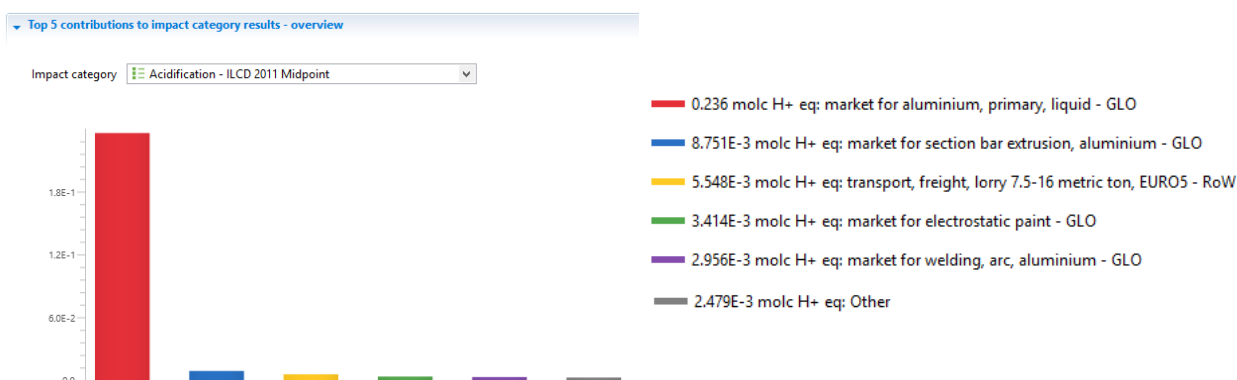 Top 5 contributions to impact category results - overview
Impact category
Acidification - ILCD 2011 Midpoint
0.236 molc H+ eq: market for aluminium, primary, liquid - GLO
8.751E-3 molc H+ eq: market for section bar extrusion, aluminium - GLO
5.548E-3 molc H+ eq: transport, freight, lorry 7.5-16 metric ton, EURO5 - RoW
3.414E-3 molc H+ eq: market for electrostatic paint - GLO
2.956E-3 molc H+ eq: market for welding, arc, aluminium - GLO
2.479E-3 molc H+ eq: Other
1.8E-1
1.2E-1
6.0E-2
0.0